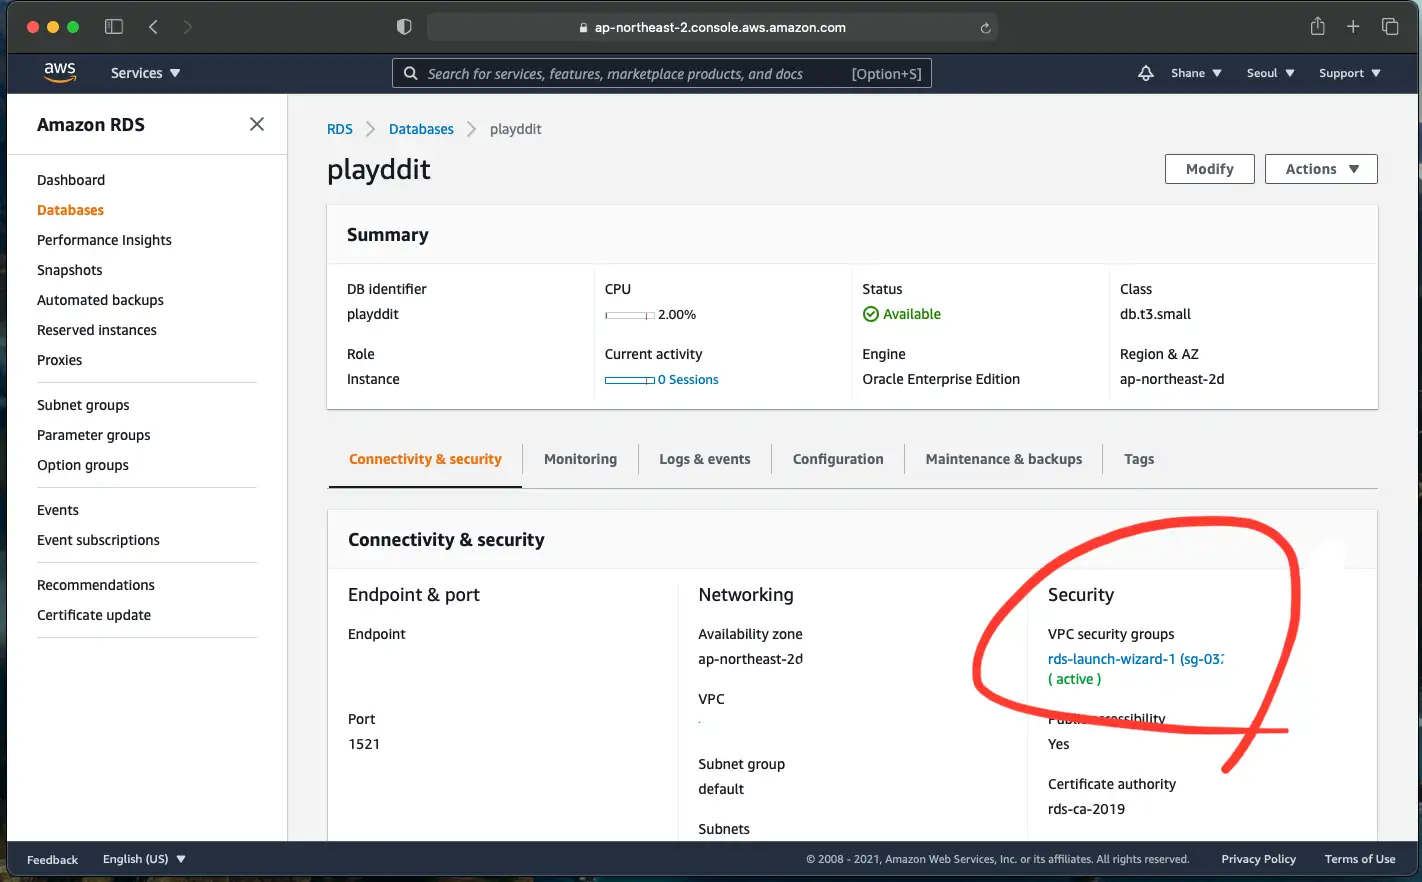 ap-northeast-2.console.aws.amazon.com
aws
Services
Search for services, features, marketplace products, and docs
[Option+S]
Shane
Seoul
Support
Amazon RDS
Dashboard
Databases
Performance Insights
Snapshots
Automated backups
Reserved instances
Proxies
Subnet groups
Parameter groups
Option groups
Events
Event subscriptions
Recommendations
Certificate update
RDS
Databases
playddit
playddit
Modify
Actions
Summary
DB identifier
playddit
CPU
2.00%
Status
Available
Class
db.t3.small
Role
Instance
Current activity
0 Sessions
Engine
Oracle Enterprise Edition
Region & AZ
ap-northeast-2d
Connectivity & security
Monitoring
Logs & events
Configuration
Maintenance & backups
Tags
Connectivity & security
Endpoint & port
Endpoint
Port
1521
Networking
Availability zone
ap-northeast-2d
VPC
Subnet group
default
Subnets
Security
VPC security groups
rds-launch-wizard-1 (sg-03
( active )
Public accessibility
Yes
Certificate authority
rds-ca-2019
Feedback
English (US)
© 2008 - 2021, Amazon Web Services, Inc. or its affiliates. All rights reserved.
Privacy Policy
Terms of Use